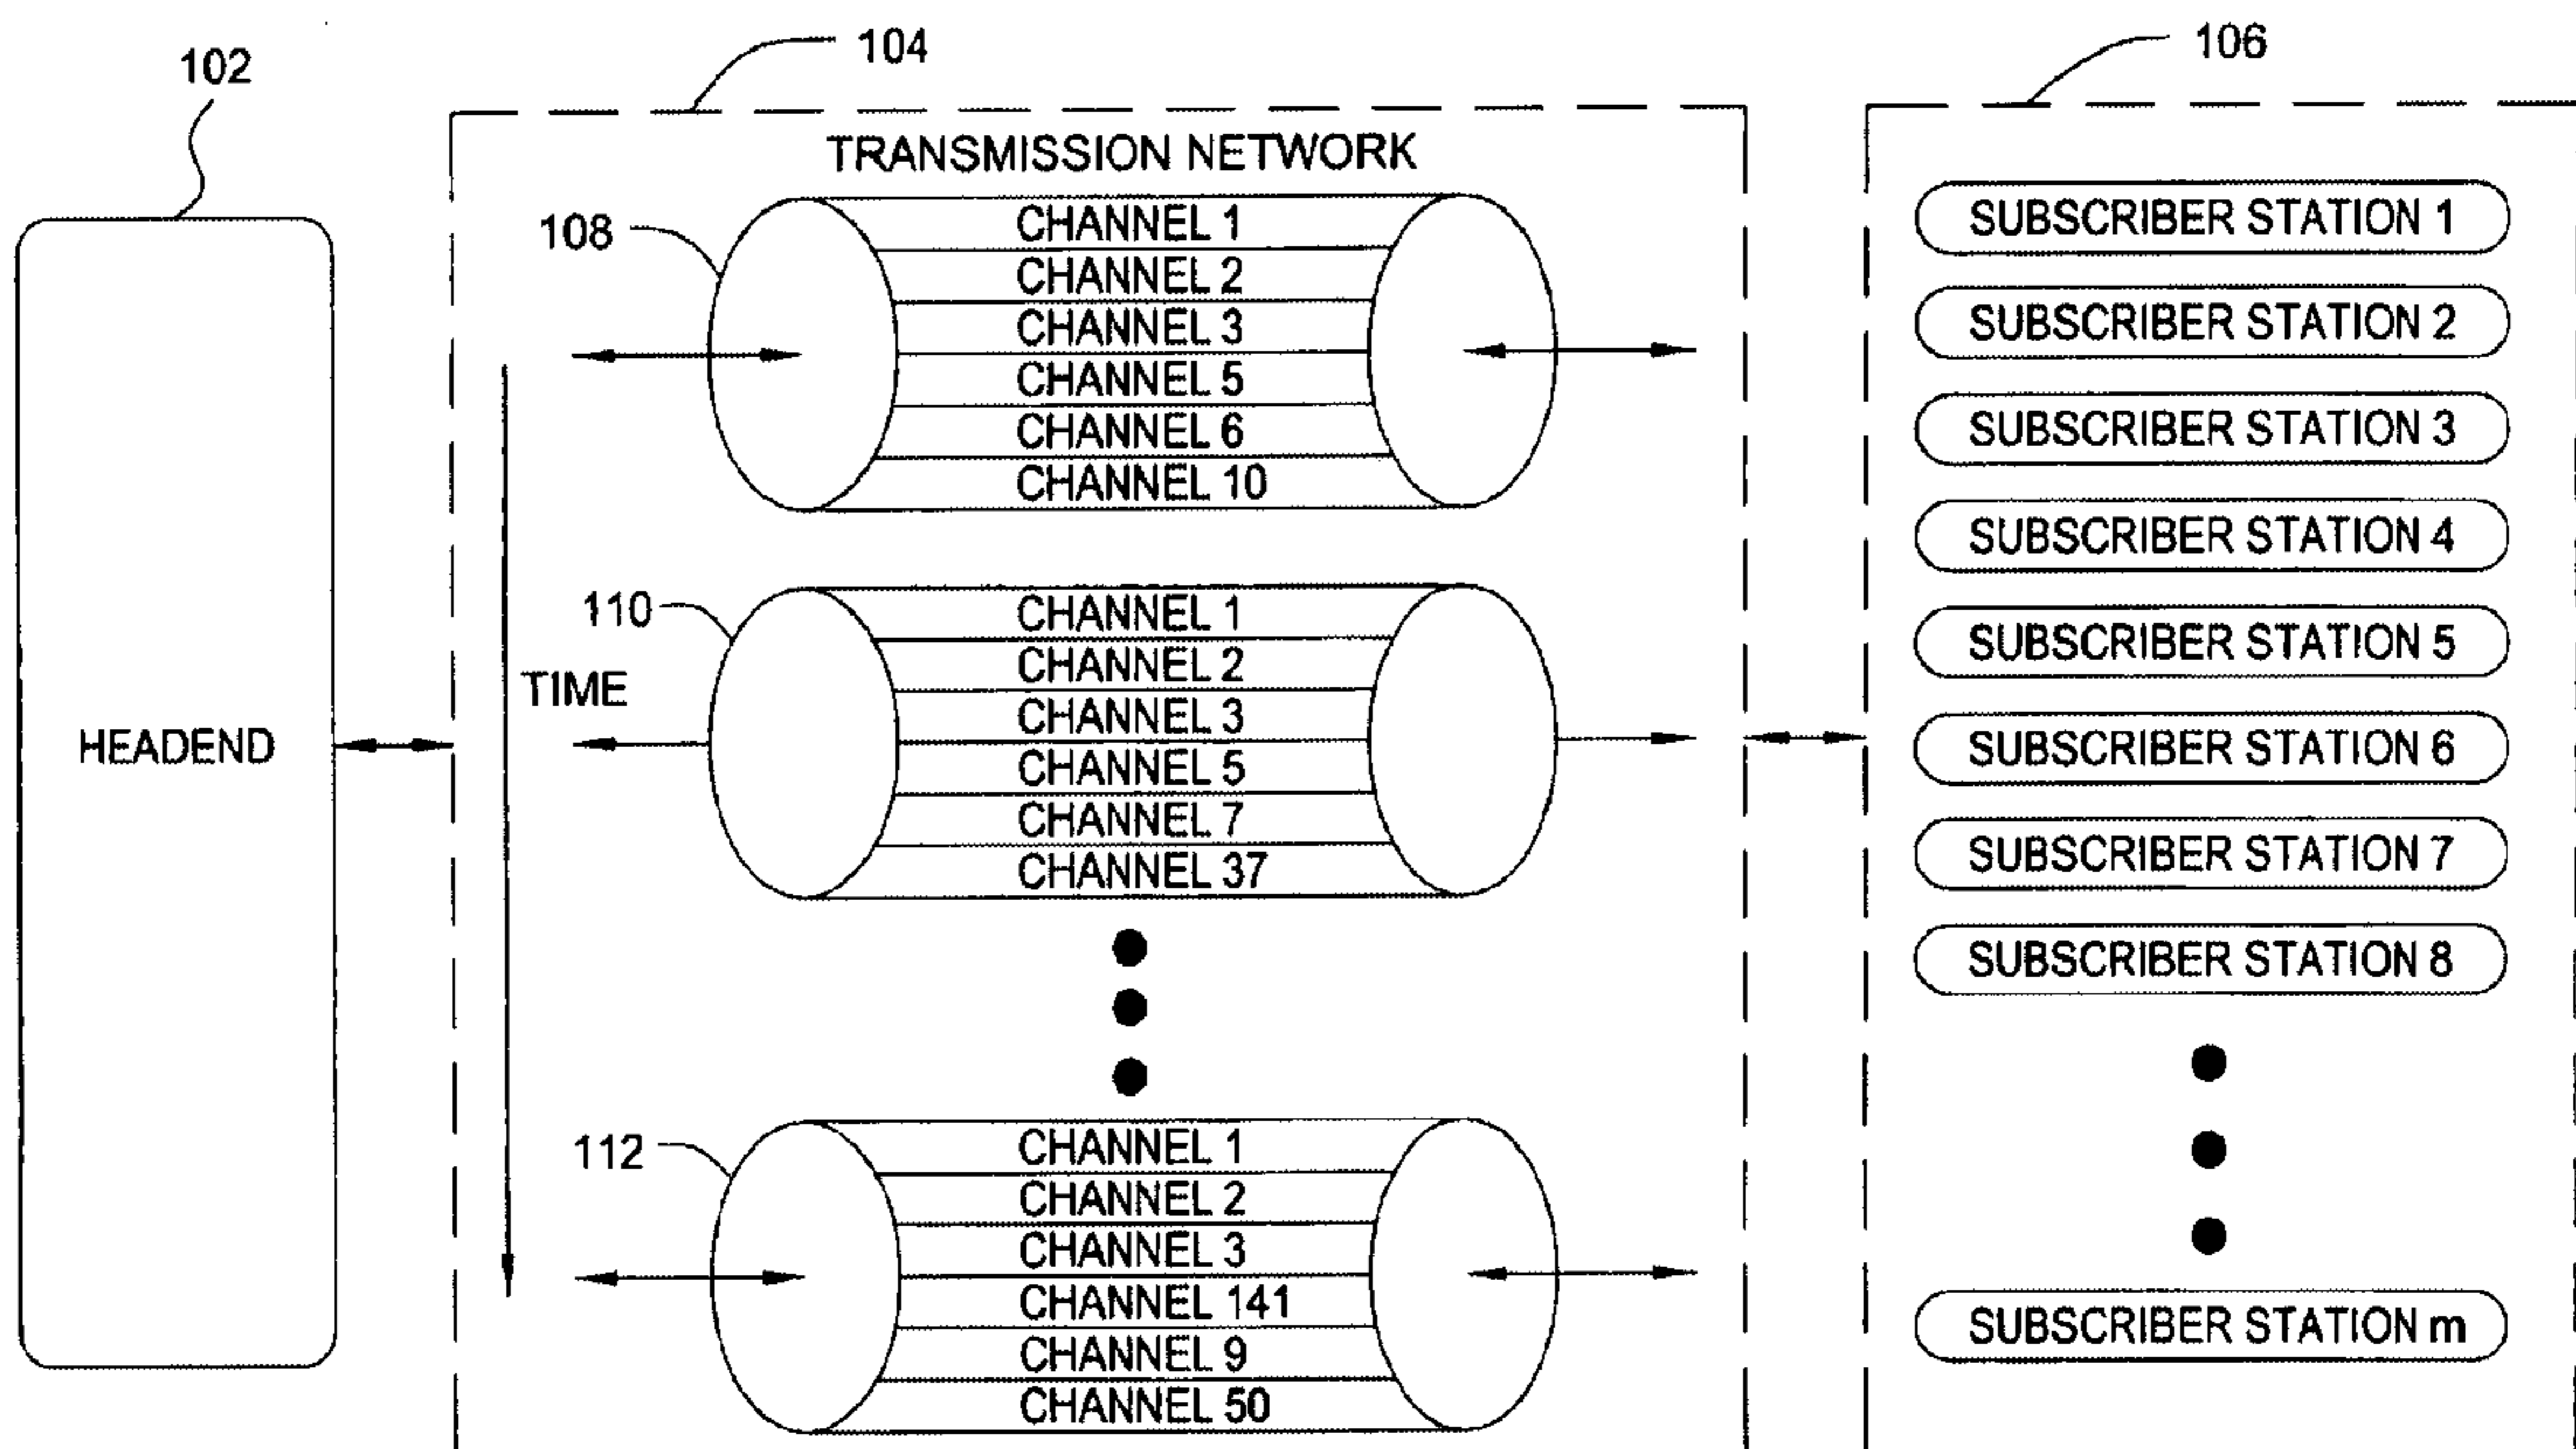 102
104
106
TRANSMISSION NETWORK
HEADEND
TIME
108
CHANNEL 1
CHANNEL 2
CHANNEL 3
CHANNEL 5
CHANNEL 6
CHANNEL 10
110
CHANNEL 1
CHANNEL 2
CHANNEL 3
CHANNEL 5
CHANNEL 7
CHANNEL 37
112
CHANNEL 1
CHANNEL 2
CHANNEL 3
CHANNEL 141
CHANNEL 9
CHANNEL 50
SUBSCRIBER STATION 1
SUBSCRIBER STATION 2
SUBSCRIBER STATION 3
SUBSCRIBER STATION 4
SUBSCRIBER STATION 5
SUBSCRIBER STATION 6
SUBSCRIBER STATION 7
SUBSCRIBER STATION 8
SUBSCRIBER STATION m